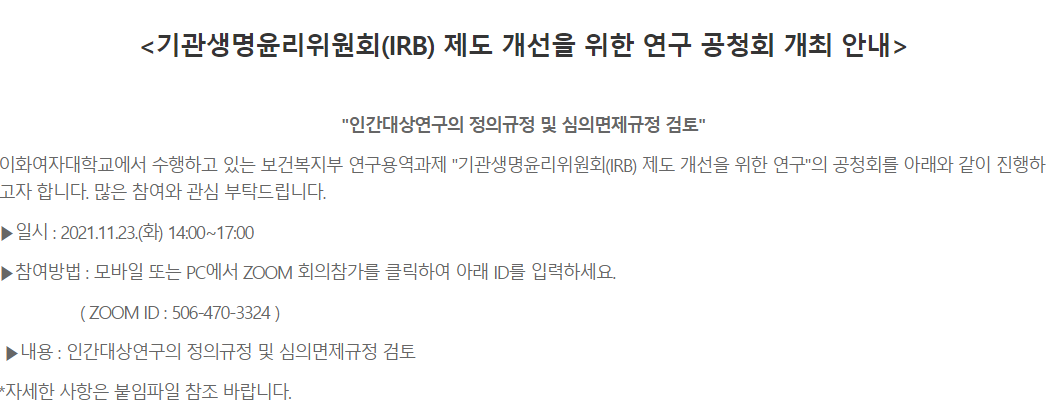 <기관생명윤리위원회(IRB) 제도 개선을 위한 연구 공청회 개최 안내>
"인간대상연구의 정의규정 및 심의면제규정 검토"
이화여자대학교에서 수행하고 있는 보건복지부 연구용역과제 "기관생명윤리위원회(IRB) 제도 개선을 위한 연구"의 공청회를 아래와 같이 진행하
고자 합니다. 많은 참여와 관심 부탁드립니다.
▶일시 : 2021.11.23.(화) 14:00~17:00
▶참여방법 : 모바일 또는 PC에서 ZOOM 회의참가를 클릭하여 아래 ID를 입력하세요.
( ZOOM ID : 506-470-3324 )
▶내용 : 인간대상연구의 정의규정 및 심의면제규정 검토
*자세한 사항은 붙임파일 참조 바랍니다.